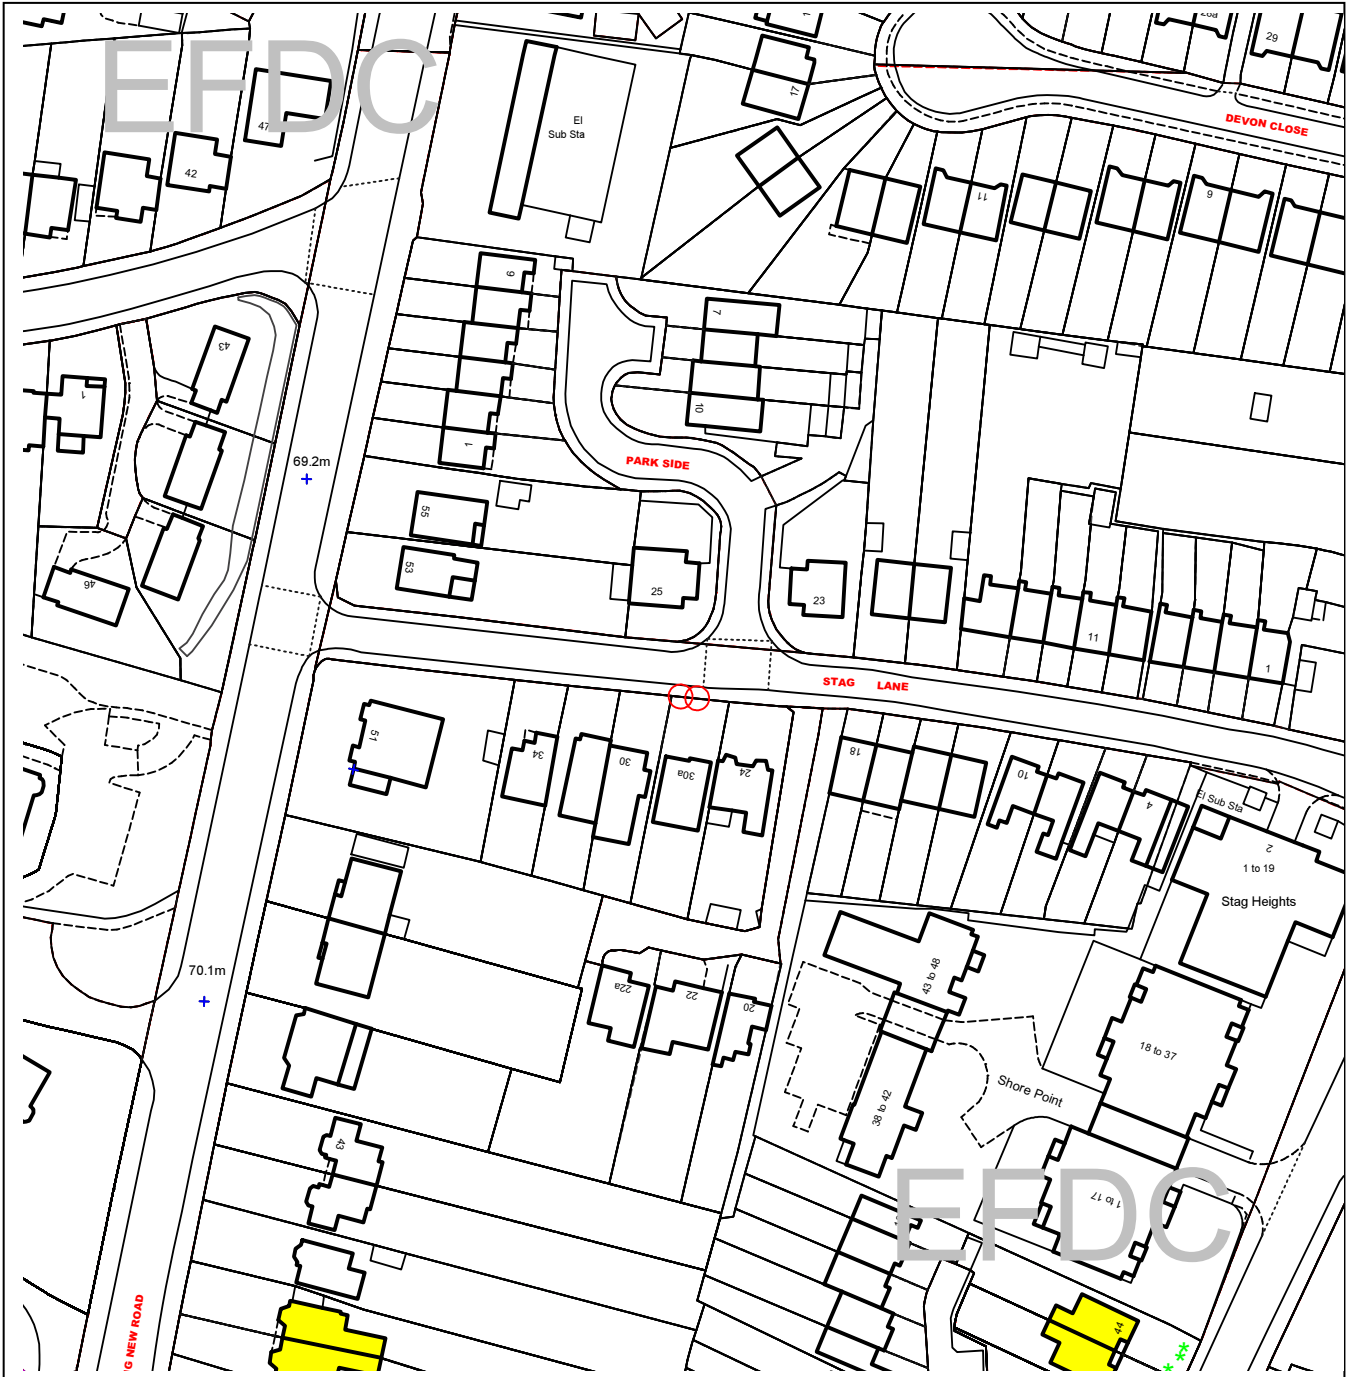 EFDC
26a
29
17
47
El
Sub Sta
DEVON CLOSE
42
11
9
9
7
43
1
10
1
69.2m
PARK SIDE
55
53
46
25
23
11
1
STAG LANE
51
34
30
30a
24
18
10
4
El Sub Sta
2
1 to 19
Stag Heights
70.1m
22a
22
20
43 to 48
18 to 37
Shore Point
38 to 42
43
EFDC
1 to 17
44
G NEW ROAD